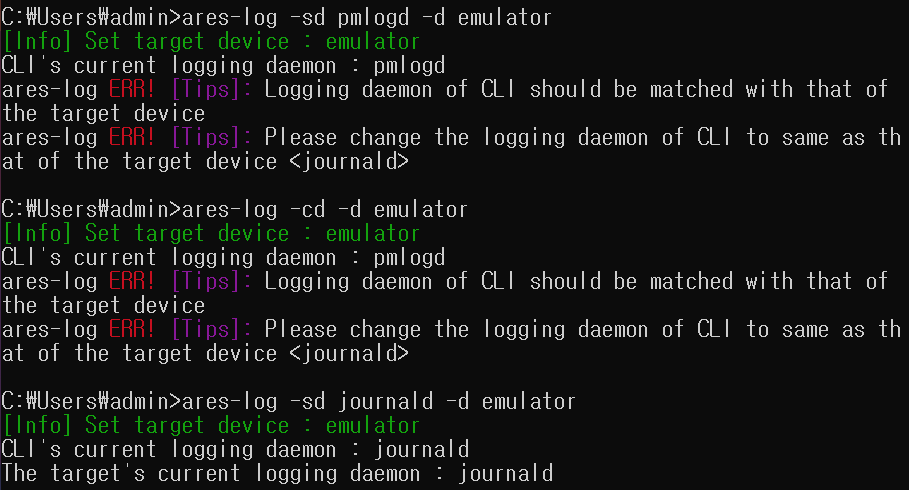 C:₩Users₩admin>ares-log -sd pmlogd -d emulator
[Info] Set target device : emulator
CLI's current logging daemon : pmlogd
ares-log ERR! [Tips]: Logging daemon of CLI should be matched with that of
the target device
ares-log ERR! [Tips]: Please change the logging daemon of CLI to same as th
at of the target device <journald>
C:₩Users₩admin>ares-log -cd -d emulator
[Info] Set target device : emulator
CLI's current logging daemon : pmlogd
ares-log ERR! [Tips]: Logging daemon of CLI should be matched with that of
the target device
ares-log ERR! [Tips]: Please change the logging daemon of CLI to same as th
at of the target device <journald>
C:₩Users₩admin>ares-log -sd journald -d emulator
[Info] Set target device : emulator
CLI's current logging daemon : journald
The target's current logging daemon : journald